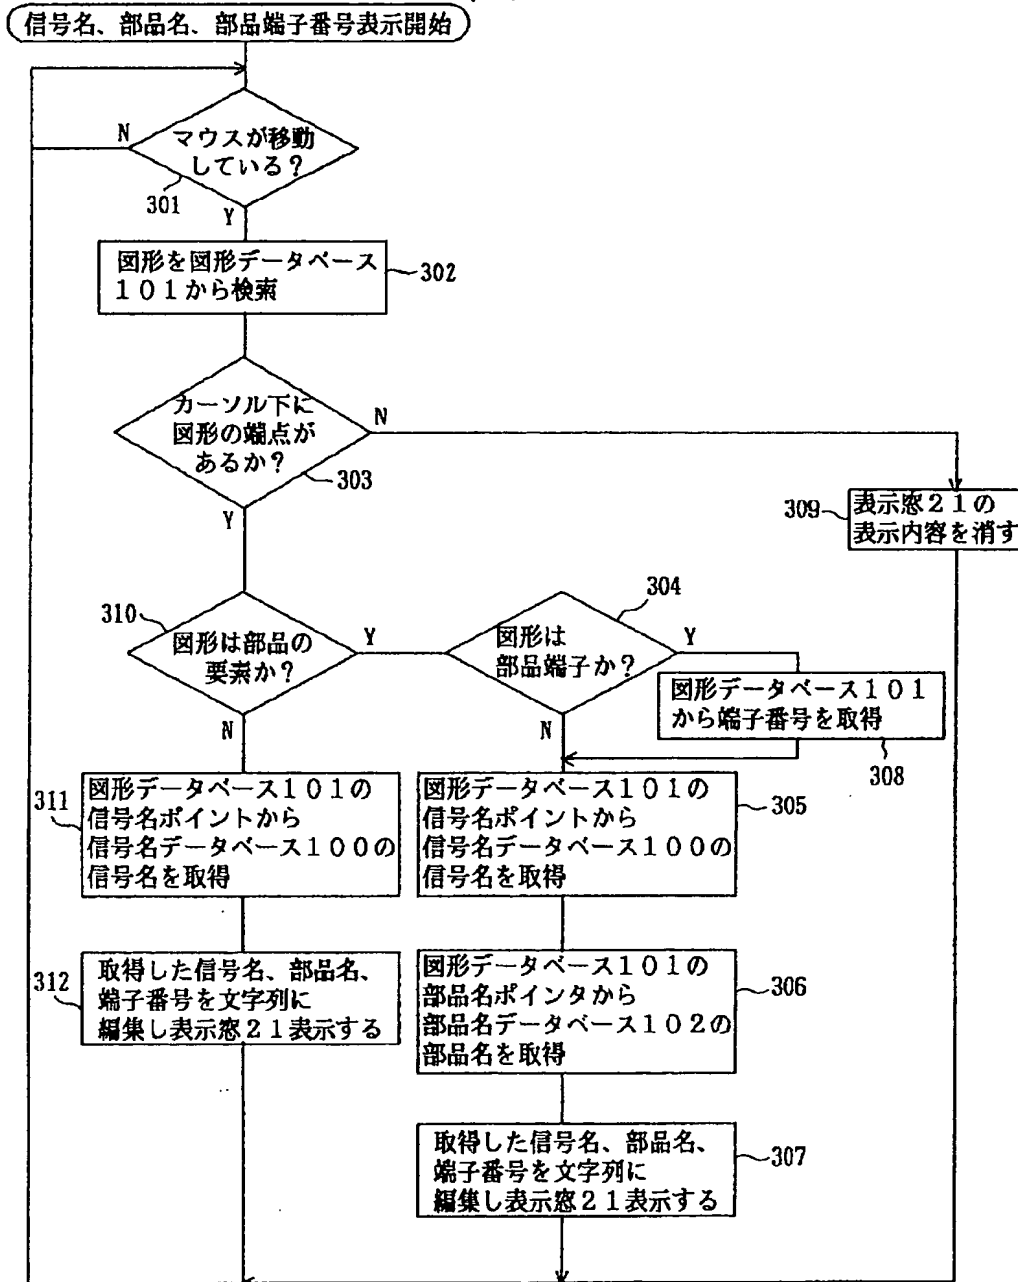 信号名、部品名、部品端子番号表示開始
マウスが移動
している？
N
301
Y
図形を図形データベース
１０１から検索
302
カーソル下に
図形の端点が
あるか？
N
303
Y
309
表示窓２１の
表示内容を消す
310
図形は部品の
要素か？
Y
304
図形は
部品端子か？
Y
図形データベース１０１
から端子番号を取得
308
N
N
311
図形データベース１０１の
信号名ポイントから
信号名データベース１００の
信号名を取得
図形データベース１０１の
信号名ポイントから
信号名データベース１００の
信号名を取得
305
312
取得した信号名、部品名、
端子番号を文字列に
編集し表示窓２１表示する
図形データベース１０１の
部品名ポインタから
部品名データベース１０２の
部品名を取得
306
取得した信号名、部品名、
端子番号を文字列に
編集し表示窓２１表示する
307